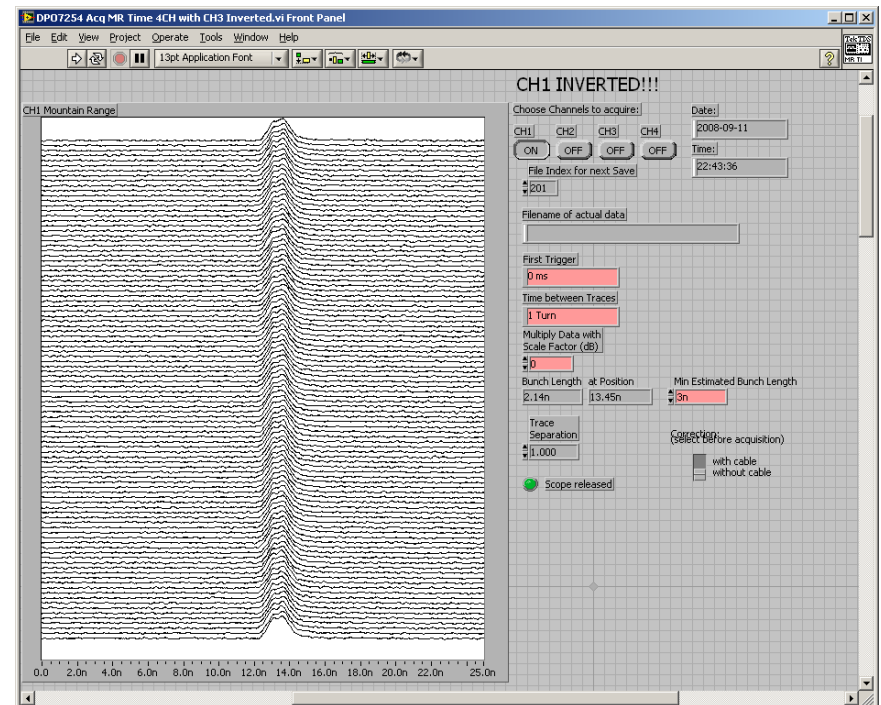 DPO7254 Acq MR Time 4CH with CH3 Inverted.vi Front Panel
File Edit View Project Operate Tools Window Help
13pt Application Font
Tek TDS
MR TI
CH1 INVERTED!!!
CH1 Mountain Range
Choose Channels to acquire:
Date:
CH1 CH2 CH3 CH4
2008-09-11
ON OFF OFF OFF
Time:
22:43:36
File Index for next Save
201
Filename of actual data
First Trigger
0 ms
Time between Traces
1 Turn
Multiply Data with
Scale Factor (dB)
0
Bunch Length at Position Min Estimated Bunch Length
2.14n 13.45n 3n
Trace
Separation
1.000
Correction:
(select before acquisition)
with cable
without cable
Scope released
0.0 2.0n 4.0n 6.0n 8.0n 10.0n 12.0n 14.0n 16.0n 18.0n 20.0n 22.0n 25.0n